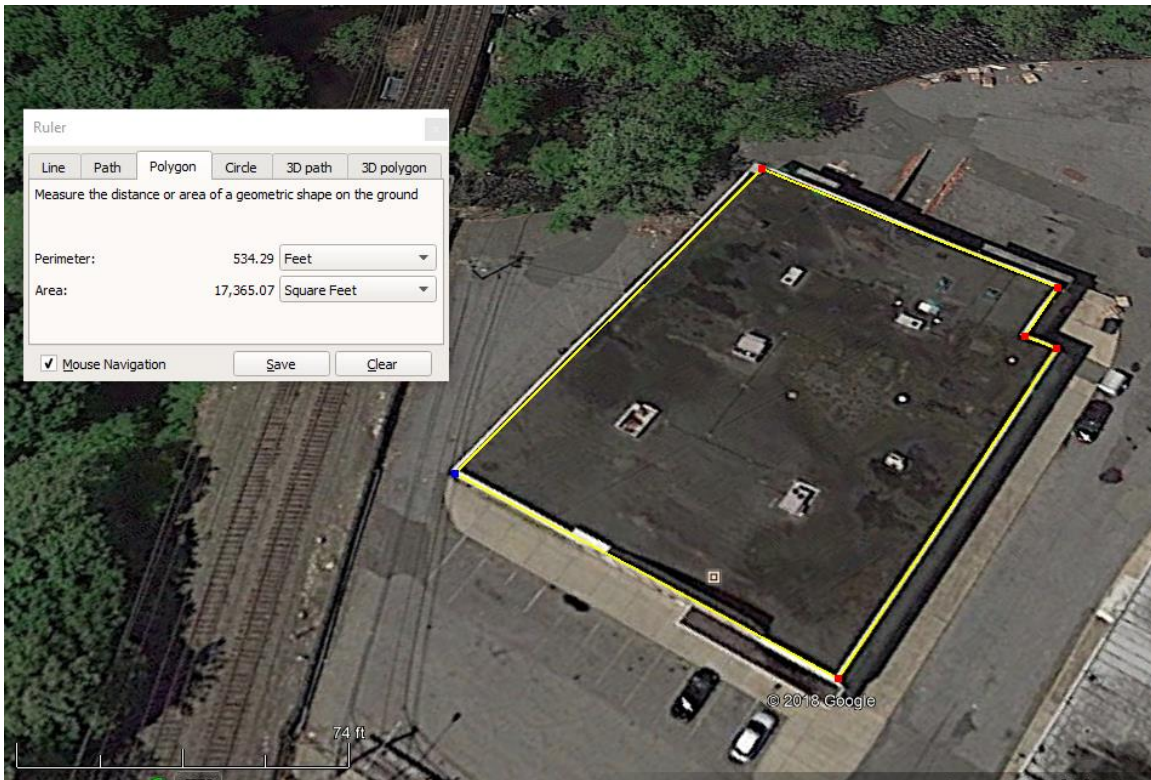 Ruler
Line Path Polygon Circle 3D path 3D polygon
Measure the distance or area of a geometric shape on the ground
Perimeter: 534.29 Feet
Area: 17,365.07 Square Feet
Mouse Navigation Save Clear
© 2018 Google
74 ft